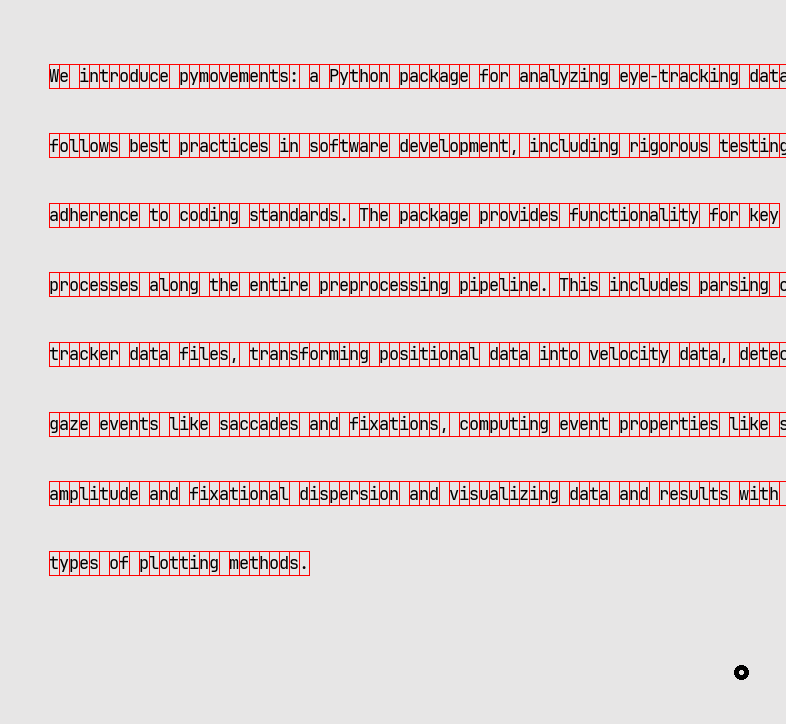 We introduce pymovements: a Python package for analyzing eye-tracking data
follows best practices in software development, including rigorous testing
adherence to coding standards. The package provides functionality for key
processes along the entire preprocessing pipeline. This includes parsing
tracker data files, transforming positional data into velocity data, detec
gaze events like saccades and fixations, computing event properties like s
amplitude and fixational dispersion and visualizing data and results with
types of plotting methods.